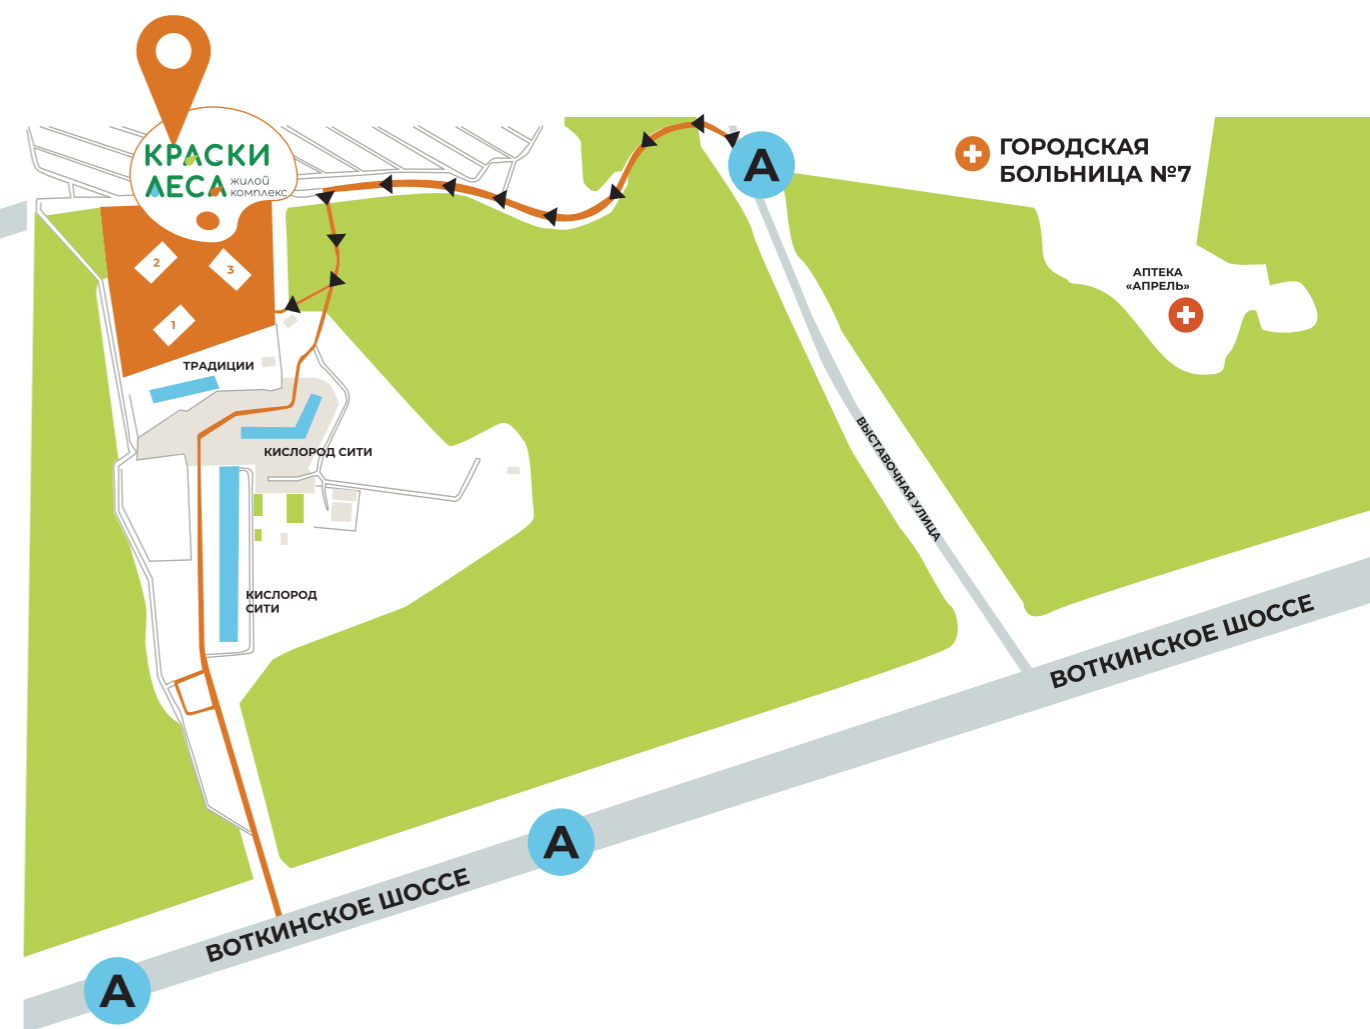 КРАСКИ
ЛЕСА
жилой
комплекс
А
ГОРОДСКАЯ
БОЛЬНИЦА №7
2
3
1
АПТЕКА
«АПРЕЛЬ»
ТРАДИЦИИ
КИСЛОРОД СИТИ
ВЫСТАВОЧНАЯ УЛИЦА
КИСЛОРОД
СИТИ
ВОТКИНСКОЕ ШОССЕ
А
ВОТКИНСКОЕ ШОССЕ
А